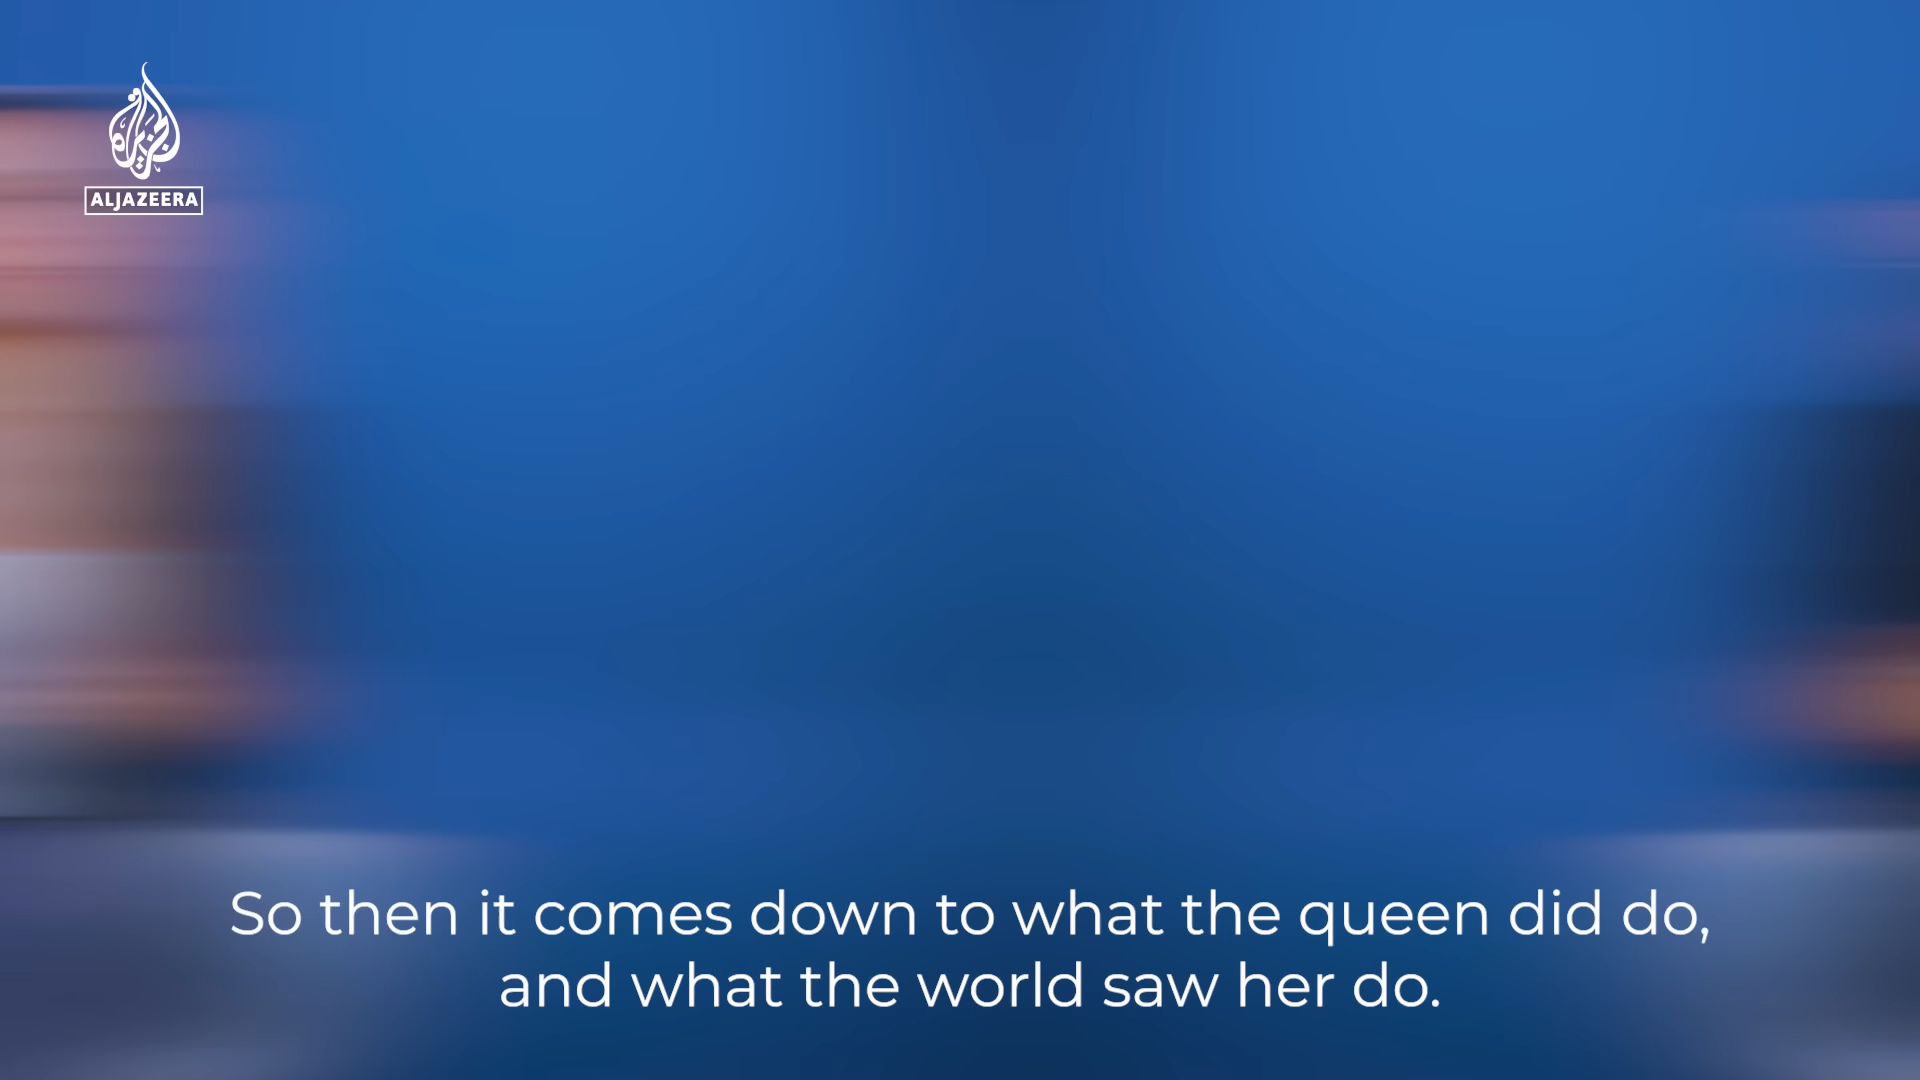 الجزيرة
ALJAZEERA
So then it comes down to what the queen did do,
and what the world saw her do.